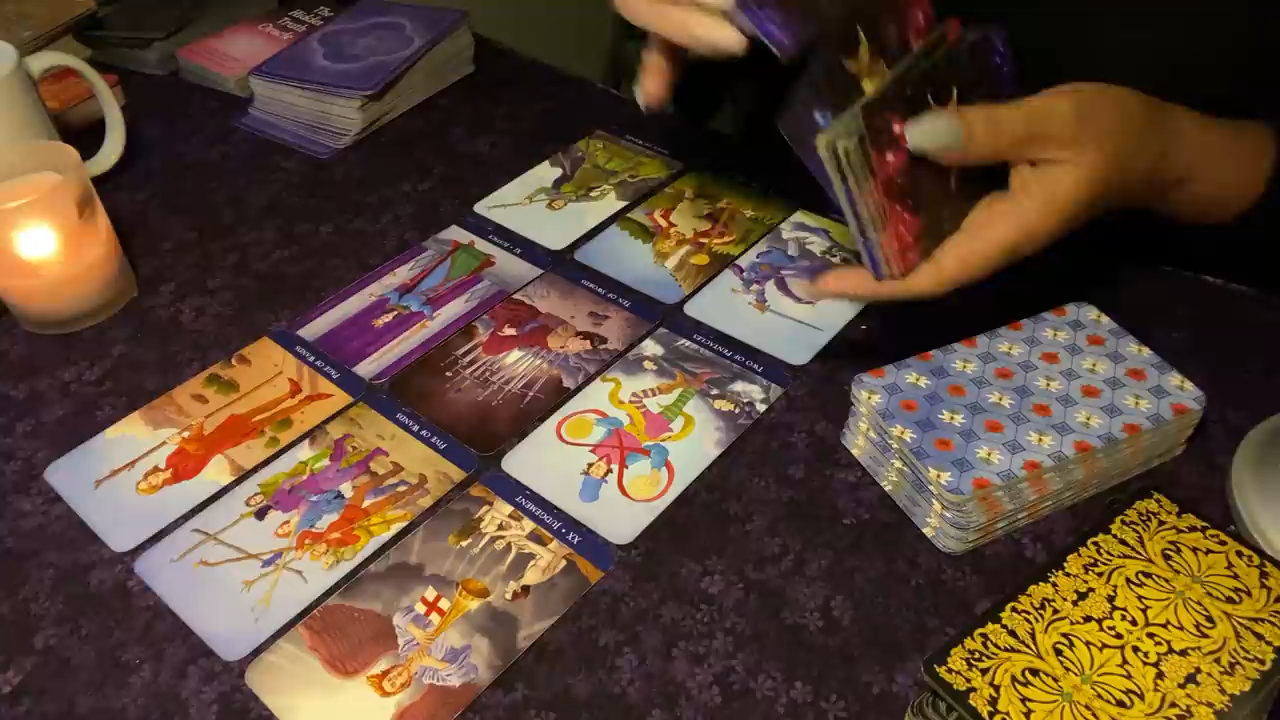 The
Hidden
Truth
Oracle
XI • JUSTICE
TEN OF SWORDS
TWO OF PENTACLES
PAGE OF WANDS
FIVE OF WANDS
XX • JUDGEMENT